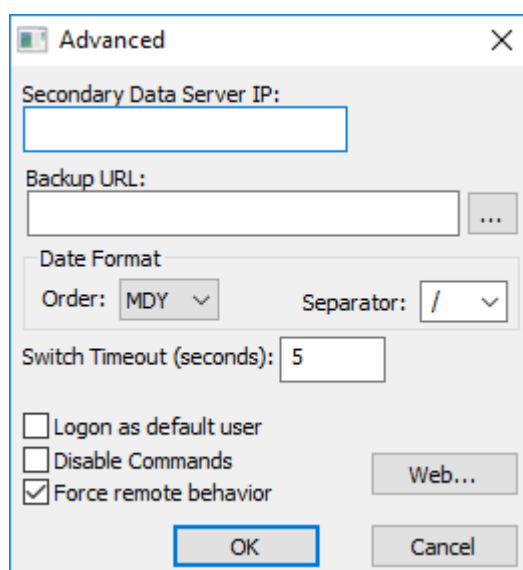 Advanced
Secondary Data Server IP:
Backup URL:
...
Date Format
Order: MDY Separator: /
Switch Timeout (seconds): 5
Logon as default user
Disable Commands
Force remote behavior
Web...
OK Cancel